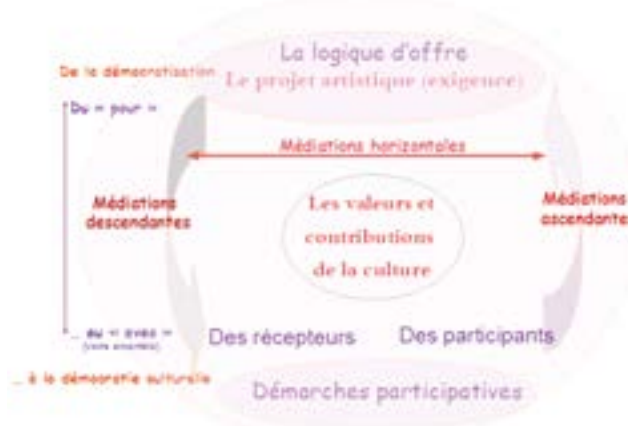 La logique d'offre
De la démocratisation
Le projet artistique (exigence)
Du « pour »
Médiations horizontales
Médiations
descendantes
Les valeurs et
contributions
de la culture
Médiations
ascendante
... au « avec »
Des récepteurs
Des participants
... à la démocratie culturelle
Démarches participatives